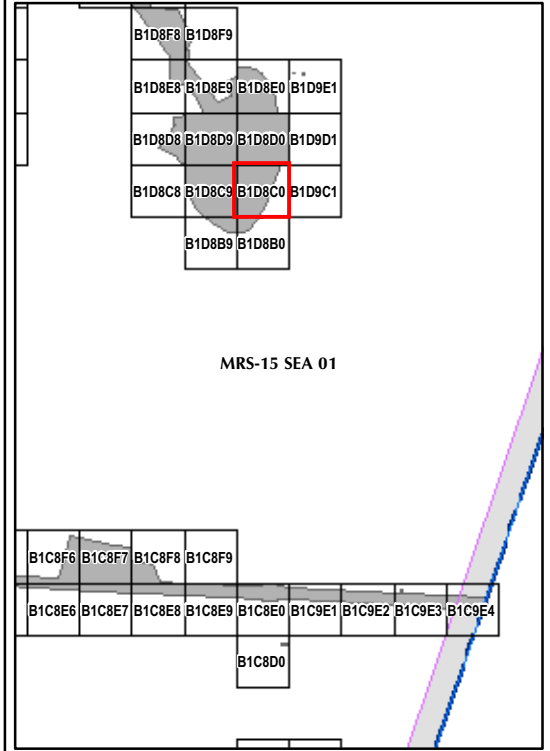 B1D8F8 B1D8F9
B1D8E8 B1D8E9 B1D8E0 B1D9E1
B1D8D8 B1D8D9 B1D8D0 B1D9D1
B1D8C8 B1D8C9 B1D8C0 B1D9C1
B1D8B9 B1D8B0
MRS-15 SEA 01
B1C8F6 B1C8F7 B1C8F8 B1C8F9
B1C8E6 B1C8E7 B1C8E8 B1C8E9 B1C8E0 B1C9E1 B1C9E2 B1C9E3 B1C9E4
B1C8D0